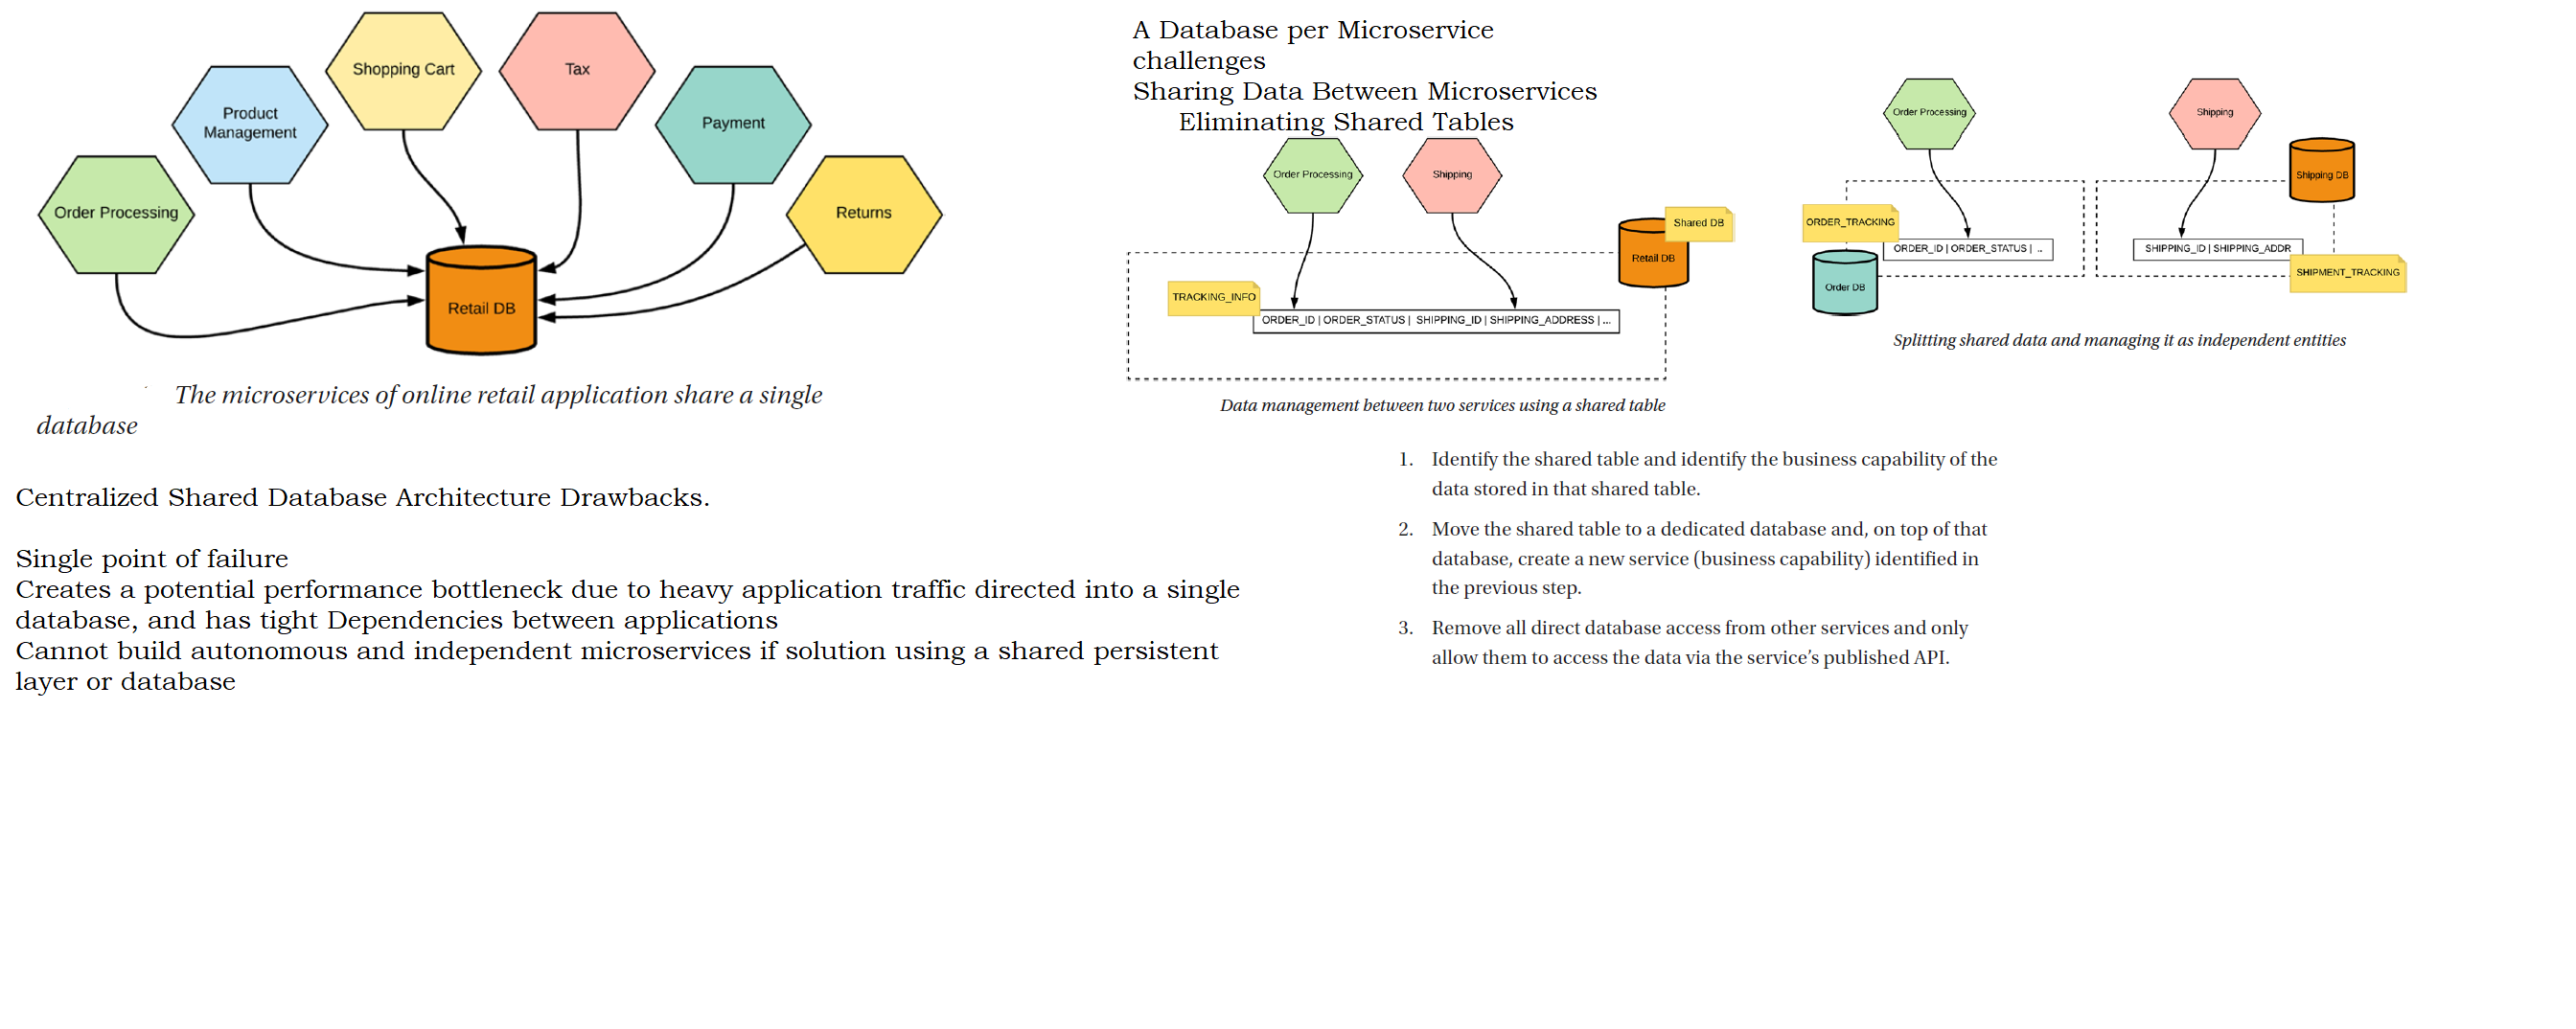 Shopping Cart
Tax
Product
Management
Payment
Order Processing
Returns
Retail DB
The microservices of online retail application share a single
database
Centralized Shared Database Architecture Drawbacks.
Single point of failure
Creates a potential performance bottleneck due to heavy application traffic directed into a single
database, and has tight Dependencies between applications
Cannot build autonomous and independent microservices if solution using a shared persistent
layer or database
A Database per Microservice
challenges
Sharing Data Between Microservices
Eliminating Shared Tables
Order Processing
Shipping
Shared DB
Retail DB
TRACKING_INFO
ORDER_ID | ORDER_STATUS | SHIPPING_ID | SHIPPING_ADDRESS | ...
Data management between two services using a shared table
Order Processing
Shipping
Shipping DB
ORDER_TRACKING
ORDER_ID | ORDER_STATUS | ..
SHIPPING_ID | SHIPPING_ADDR
SHIPMENT_TRACKING
Order DB
Splitting shared data and managing it as independent entities
1. Identify the shared table and identify the business capability of the
data stored in that shared table.
2. Move the shared table to a dedicated database and, on top of that
database, create a new service (business capability) identified in
the previous step.
3. Remove all direct database access from other services and only
allow them to access the data via the service’s published API.